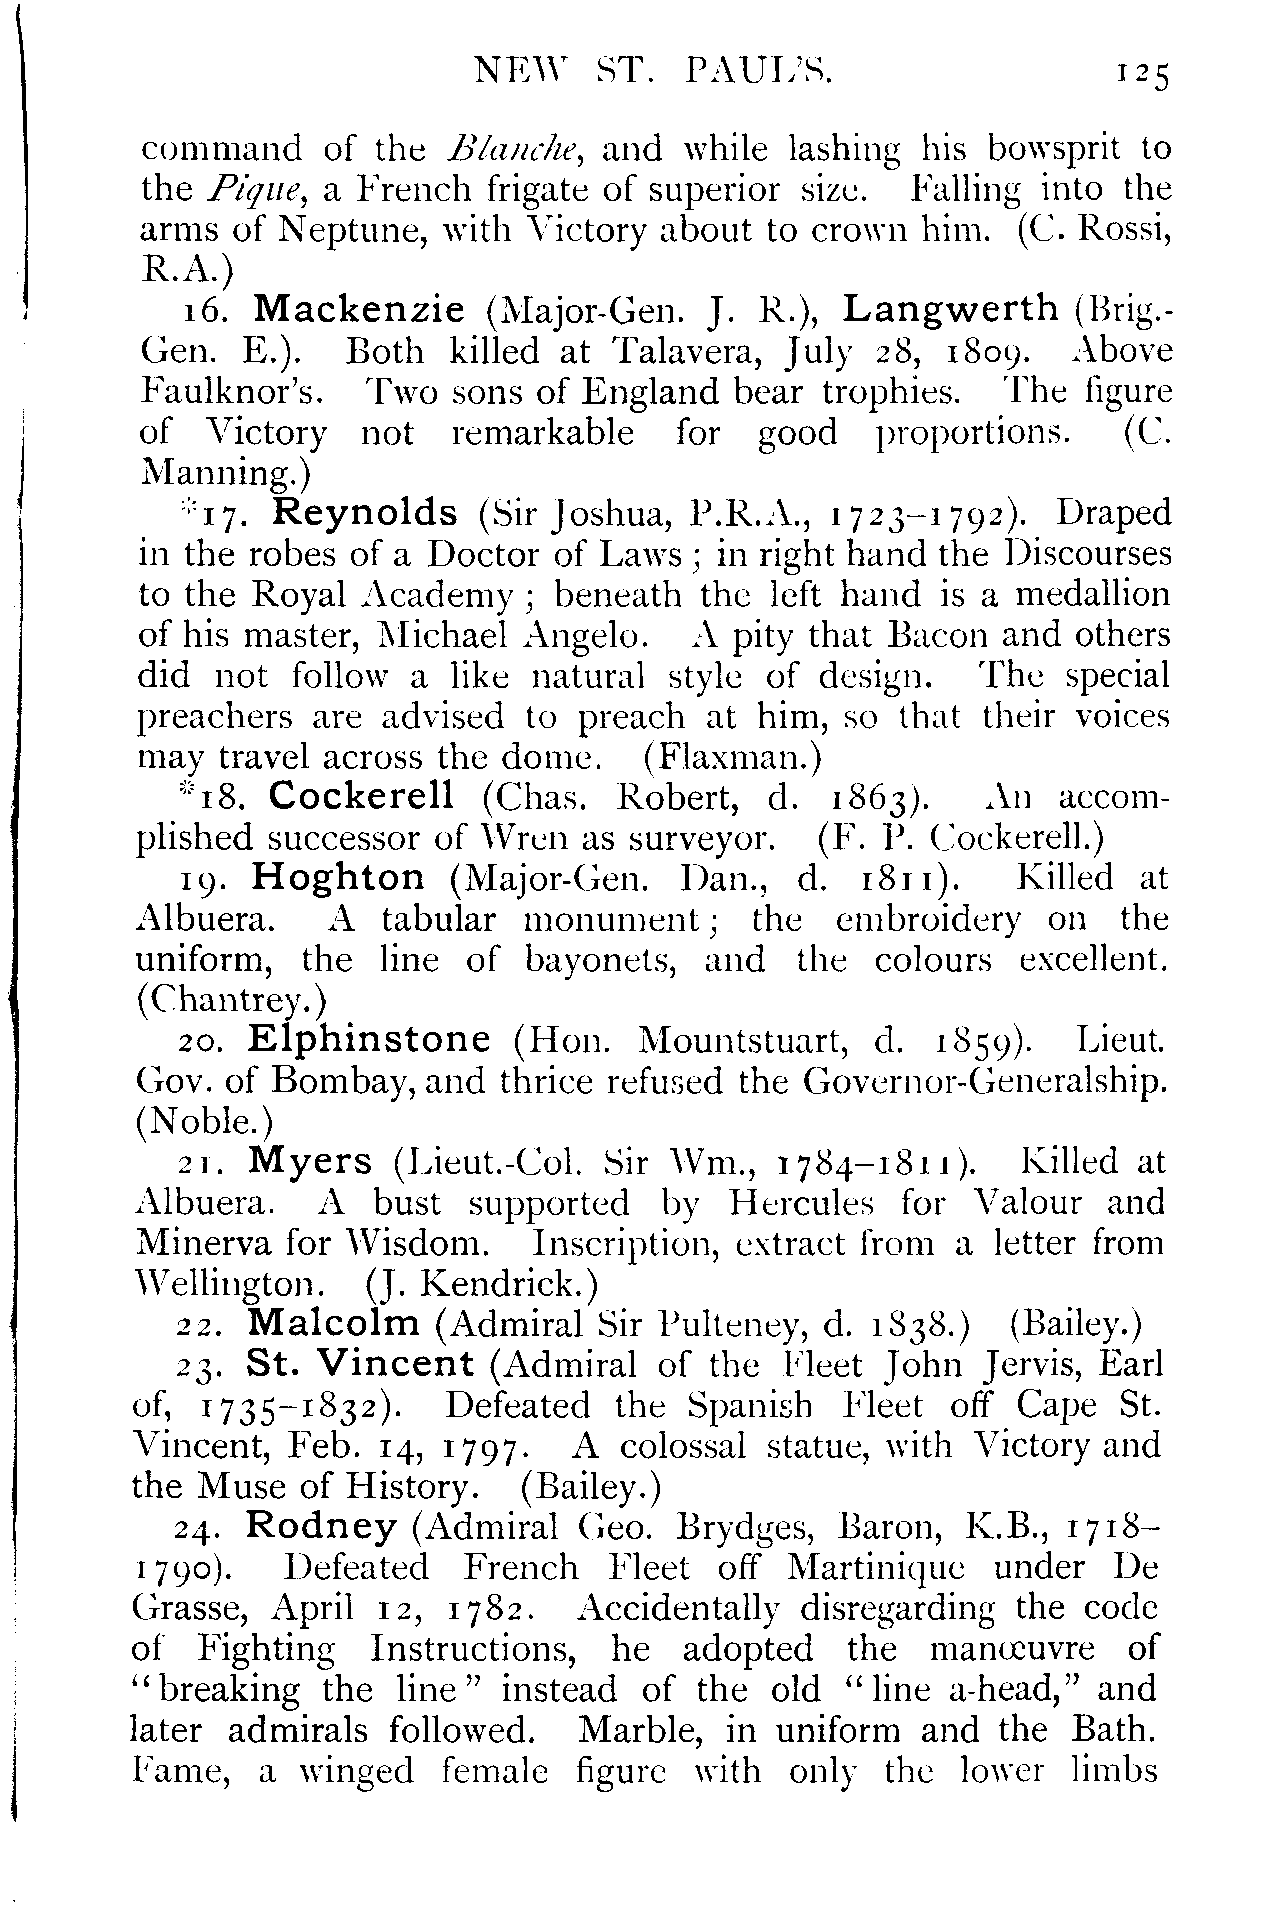 NEW ST. PAUL'S. 125
command of the Blanche, and while lashing his bowsprit to
the Pique, a French frigate of superior size. Falling into the
arms of Neptune, with Victory about to crown him. (C. Rossi,
R.A.)
16. Mackenzie (Major-Gen. J. R.), Langwerth (Brig.-
Gen. E.). Both killed at Talavera, July 28, 1809. Above
Faulknor's. Two sons of England bear trophies. The figure
of Victory not remarkable for good proportions. (C.
Manning.)
*17. Reynolds (Sir Joshua, P.R.A., 1723–1792). Draped
in the robes of a Doctor of Laws ; in right hand the Discourses
to the Royal Academy ; beneath the left hand is a medallion
of his master, Michael Angelo. A pity that Bacon and others
did not follow a like natural style of design. The special
preachers are advised to preach at him, so that their voices
may travel across the dome. (Flaxman.)
*18. Cockerell (Chas. Robert, d. 1863). An accom-
plished successor of Wren as surveyor. (F. P. Cockerell.)
19. Hoghton (Major-Gen. Dan., d. 1811). Killed at
Albuera. A tabular monument ; the embroidery on the
uniform, the line of bayonets, and the colours excellent.
(Chantrey.)
20. Elphinstone (Hon. Mountstuart, d. 1859). Lieut.
Gov. of Bombay, and thrice refused the Governor-Generalship.
(Noble.)
21. Myers (Lieut.-Col. Sir Wm., 1784–1811). Killed at
Albuera. A bust supported by Hercules for Valour and
Minerva for Wisdom. Inscription, extract from a letter from
Wellington. (J. Kendrick.)
22. Malcolm (Admiral Sir Pulteney, d. 1838.) (Bailey.)
23. St. Vincent (Admiral of the Fleet John Jervis, Earl
of, 1735–1832). Defeated the Spanish Fleet off Cape St.
Vincent, Feb. 14, 1797. A colossal statue, with Victory and
the Muse of History. (Bailey.)
24. Rodney (Admiral Geo. Brydges, Baron, K.B., 1718–
1790). Defeated French Fleet off Martinique under De
Grasse, April 12, 1782. Accidentally disregarding the code
of Fighting Instructions, he adopted the manœuvre of
“breaking the line” instead of the old “line a-head,” and
later admirals followed. Marble, in uniform and the Bath.
Fame, a winged female figure with only the lower limbs